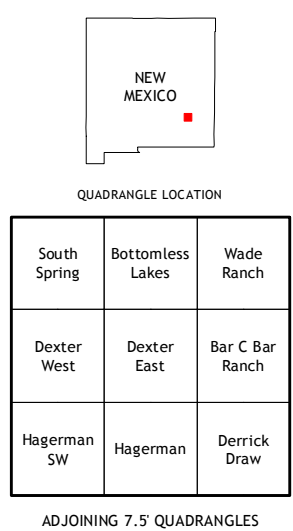 NEW
MEXICO
QUADRANGLE LOCATION
South
Spring
Bottomless
Lakes
Wade
Ranch
Dexter
West
Dexter
East
Bar C Bar
Ranch
Hagerman
SW
Hagerman
Derrick
Draw
ADJOINING 7.5' QUADRANGLES